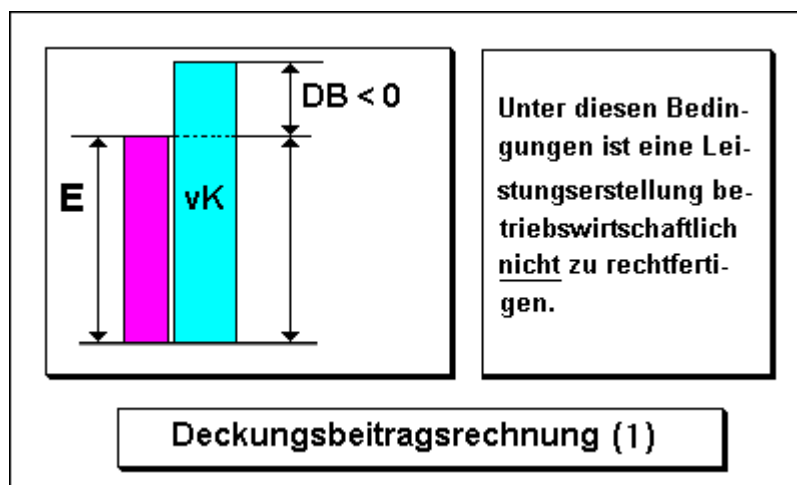 DB < 0
E
vK
Unter diesen Bedin-
gungen ist eine Lei-
stungserstellung be-
triebswirtschaftlich
nicht zu rechtferti-
gen.
Deckungsbeitragsrechnung (1)